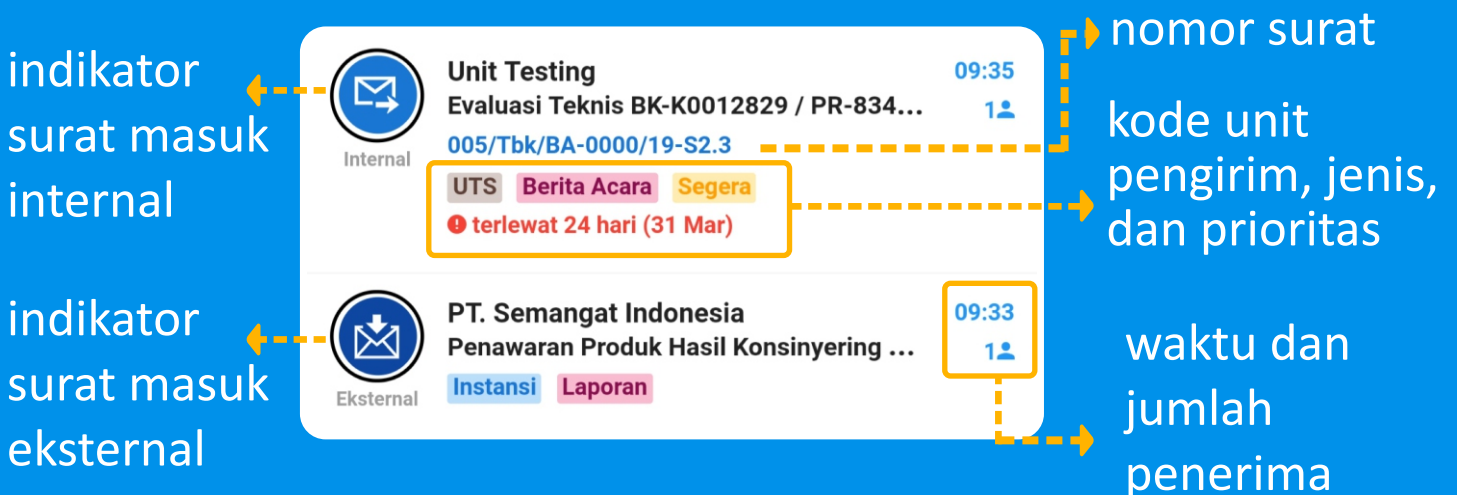 indikator
surat masuk
internal
indikator
surat masuk
eksternal
Internal
Unit Testing
Evaluasi Teknis BK-K0012829 / PR-834...
005/Tbk/BA-0000/19-S2.3
UTS Berita Acara Segera
terlewat 24 hari (31 Mar)
09:35
1
Eksternal
PT. Semangat Indonesia
Penawaran Produk Hasil Konsinyering ...
Instansi Laporan
09:33
1
nomor surat
kode unit
pengirim, jenis,
dan prioritas
waktu dan
jumlah
penerima